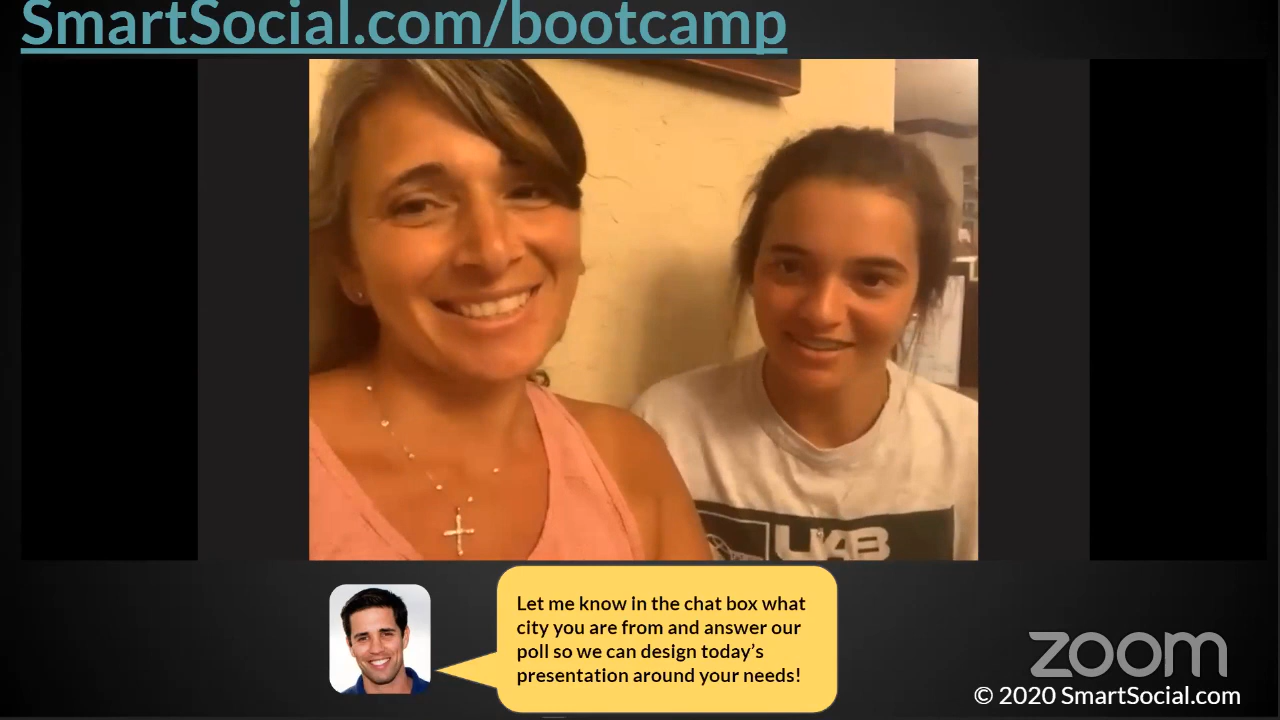 SmartSocial.com/bootcamp
UAB
Let me know in the chat box what
city you are from and answer our
poll so we can design today's
presentation around your needs!
zoom
© 2020 SmartSocial.com